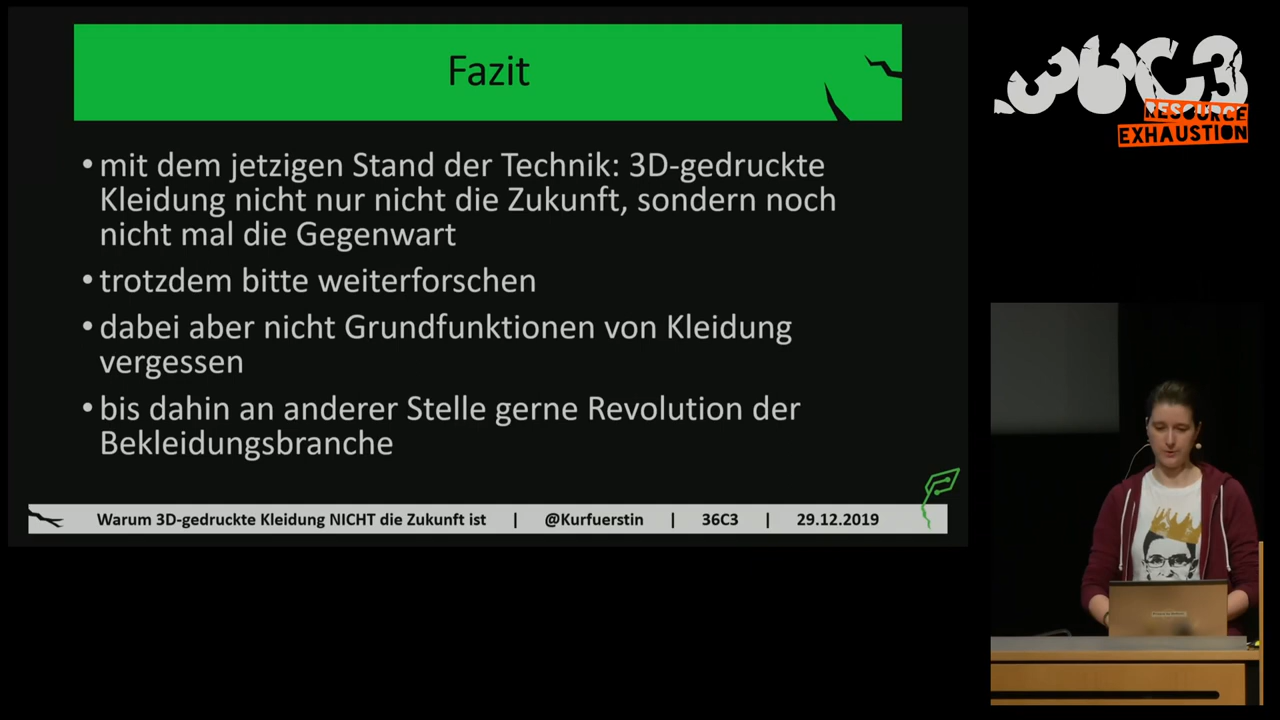 Fazit
• mit dem jetzigen Stand der Technik: 3D-gedruckte
Kleidung nicht nur nicht die Zukunft, sondern noch
nicht mal die Gegenwart
• trotzdem bitte weiterforschen
• dabei aber nicht Grundfunktionen von Kleidung
vergessen
• bis dahin an anderer Stelle gerne Revolution der
Bekleidungsbranche
Warum 3D-gedruckte Kleidung NICHT die Zukunft ist | @Kurfuerstin | 36C3 | 29.12.2019
36C3
RESOURCE
EXHAUSTION